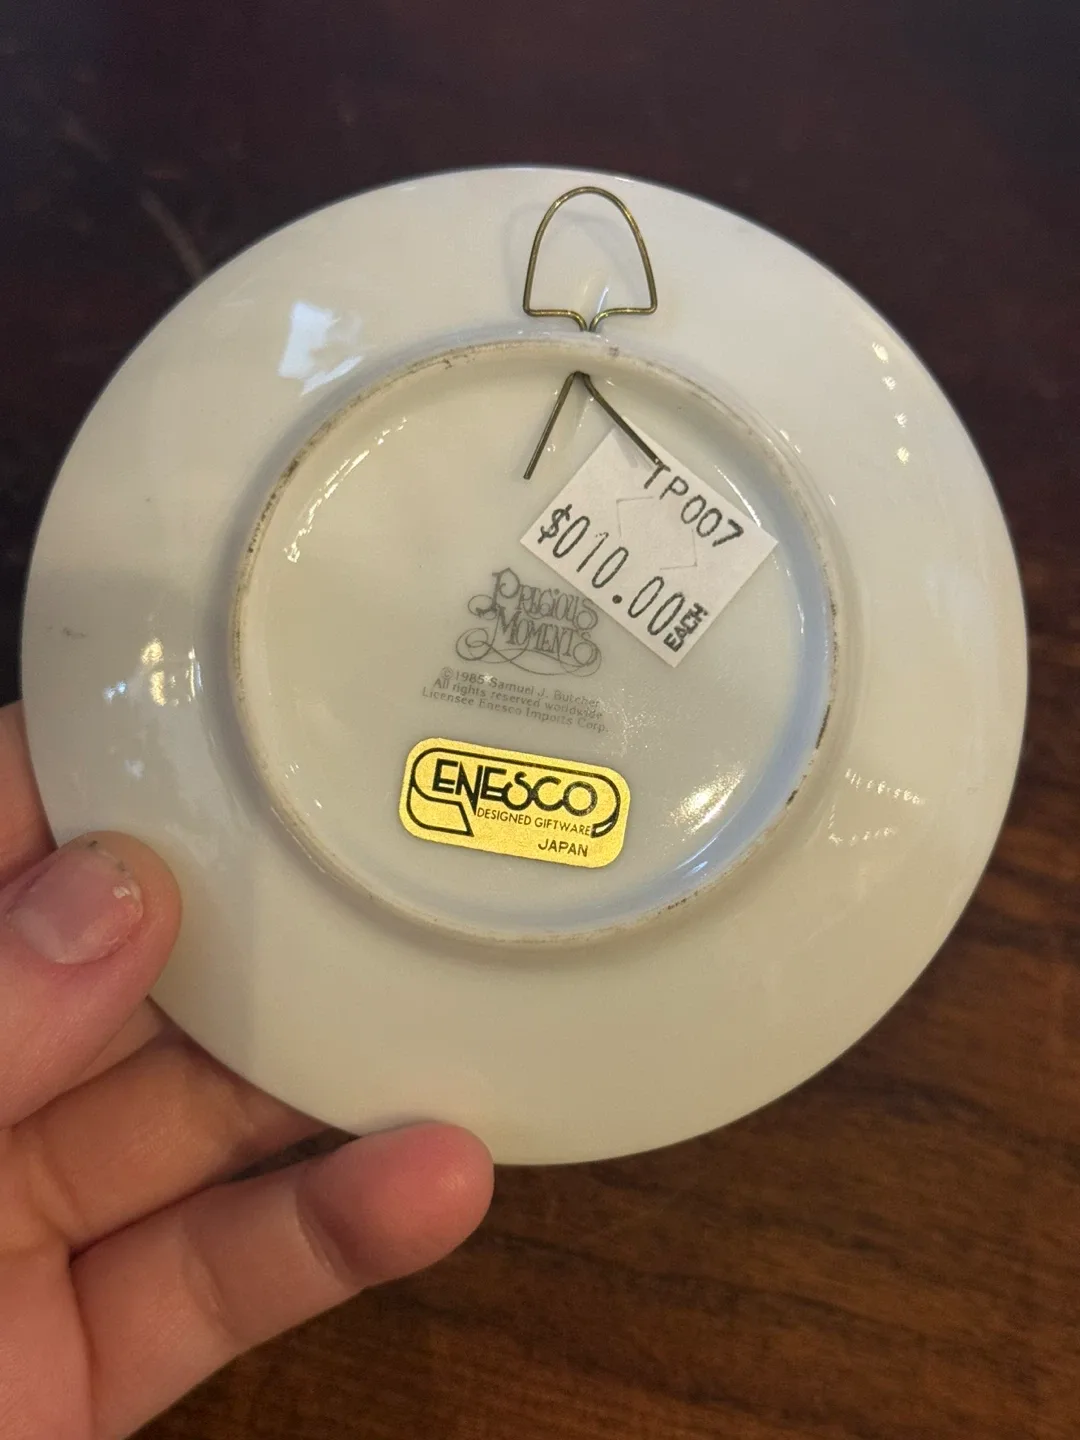 TP007
$010.00 EACH
PRECIOUS
MOMENTS
©1985 Samuel J. Butcher
All rights reserved worldwide
Licensee Enesco Imports Corp.
ENESCO
DESIGNED GIFTWARE
JAPAN